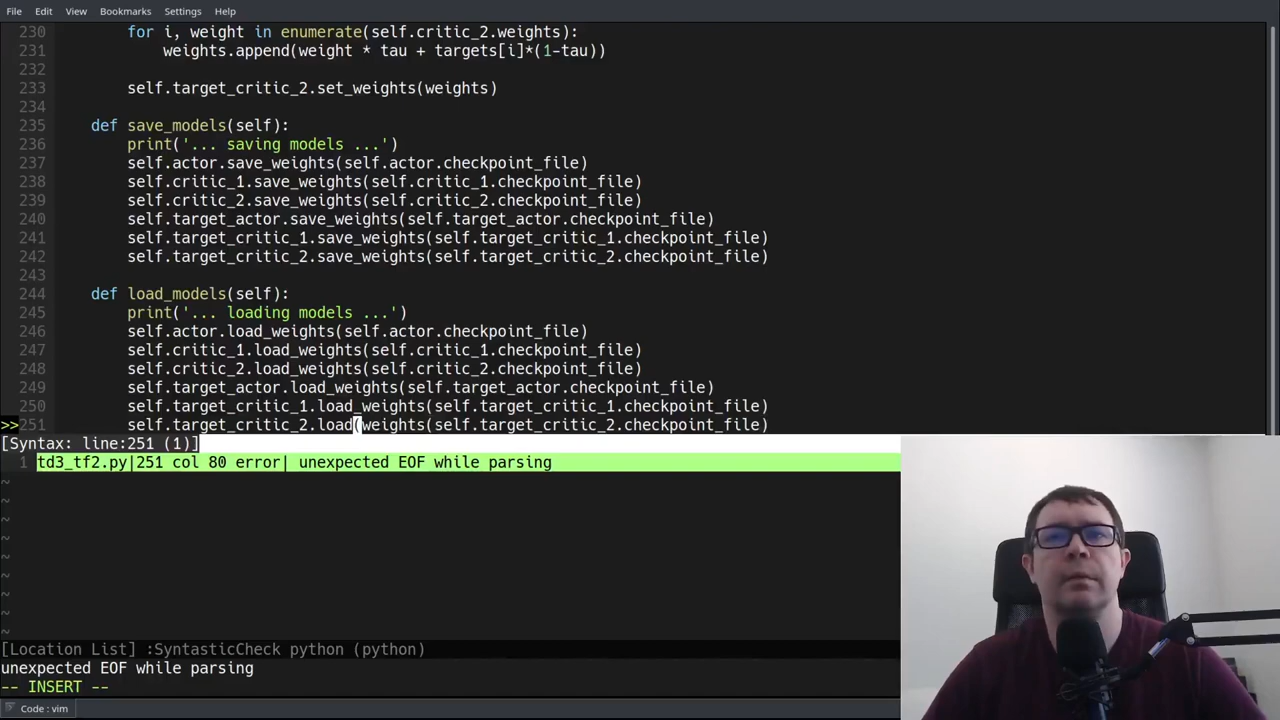 File Edit View Bookmarks Settings Help
230 for i, weight in enumerate(self.critic_2.weights):
231 weights.append(weight * tau + targets[i]*(1-tau))
232
233 self.target_critic_2.set_weights(weights)
234
235 def save_models(self):
236 print('... saving models ...')
237 self.actor.save_weights(self.actor.checkpoint_file)
238 self.critic_1.save_weights(self.critic_1.checkpoint_file)
239 self.critic_2.save_weights(self.critic_2.checkpoint_file)
240 self.target_actor.save_weights(self.target_actor.checkpoint_file)
241 self.target_critic_1.save_weights(self.target_critic_1.checkpoint_file)
242 self.target_critic_2.save_weights(self.target_critic_2.checkpoint_file)
243
244 def load_models(self):
245 print('... loading models ...')
246 self.actor.load_weights(self.actor.checkpoint_file)
247 self.critic_1.load_weights(self.critic_1.checkpoint_file)
248 self.critic_2.load_weights(self.critic_2.checkpoint_file)
249 self.target_actor.load_weights(self.target_actor.checkpoint_file)
250 self.target_critic_1.load_weights(self.target_critic_1.checkpoint_file)
>> 251 self.target_critic_2.load(weights(self.target_critic_2.checkpoint_file)
[Syntax: line:251 (1)]
1 td3_tf2.py|251 col 80 error| unexpected EOF while parsing
~
~
~
~
~
~
~
~
~
[Location List] :SyntasticCheck python (python)
unexpected EOF while parsing
-- INSERT --
Code : vim